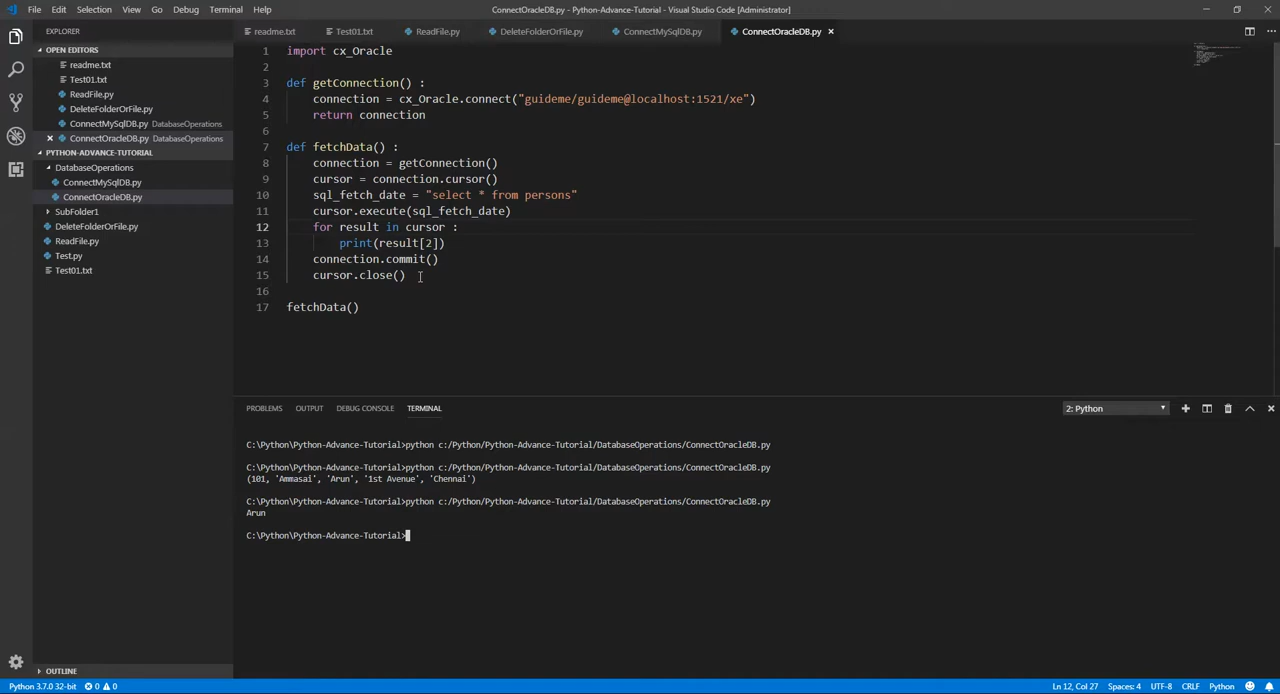 File Edit Selection View Go Debug Terminal Help
ConnectOracleDB.py - Python-Advance-Tutorial - Visual Studio Code [Administrator]
EXPLORER
OPEN EDITORS
readme.txt
Test01.txt
ReadFile.py
DeleteFolderOrFile.py
ConnectMySqlDB.py DatabaseOperations
ConnectOracleDB.py DatabaseOperations
PYTHON-ADVANCE-TUTORIAL
DatabaseOperations
ConnectMySqlDB.py
ConnectOracleDB.py
SubFolder1
DeleteFolderOrFile.py
ReadFile.py
Test.py
Test01.txt
OUTLINE
readme.txt Test01.txt ReadFile.py DeleteFolderOrFile.py ConnectMySqlDB.py ConnectOracleDB.py
1 import cx_Oracle
2
3 def getConnection() :
4 connection = cx_Oracle.connect("guideme/guideme@localhost:1521/xe")
5 return connection
6
7 def fetchData() :
8 connection = getConnection()
9 cursor = connection.cursor()
10 sql_fetch_date = "select * from persons"
11 cursor.execute(sql_fetch_date)
12 for result in cursor :
13 print(result[2])
14 connection.commit()
15 cursor.close()
16
17 fetchData()
PROBLEMS OUTPUT DEBUG CONSOLE TERMINAL
2: Python
C:\Python\Python-Advance-Tutorial>python c:/Python/Python-Advance-Tutorial/DatabaseOperations/ConnectOracleDB.py
C:\Python\Python-Advance-Tutorial>python c:/Python/Python-Advance-Tutorial/DatabaseOperations/ConnectOracleDB.py
(101, 'Ammasai', 'Arun', '1st Avenue', 'Chennai')
C:\Python\Python-Advance-Tutorial>python c:/Python/Python-Advance-Tutorial/DatabaseOperations/ConnectOracleDB.py
Arun
C:\Python\Python-Advance-Tutorial>
Python 3.7.0 32-bit 0 0
Ln 12, Col 27 Spaces: 4 UTF-8 CRLF Python